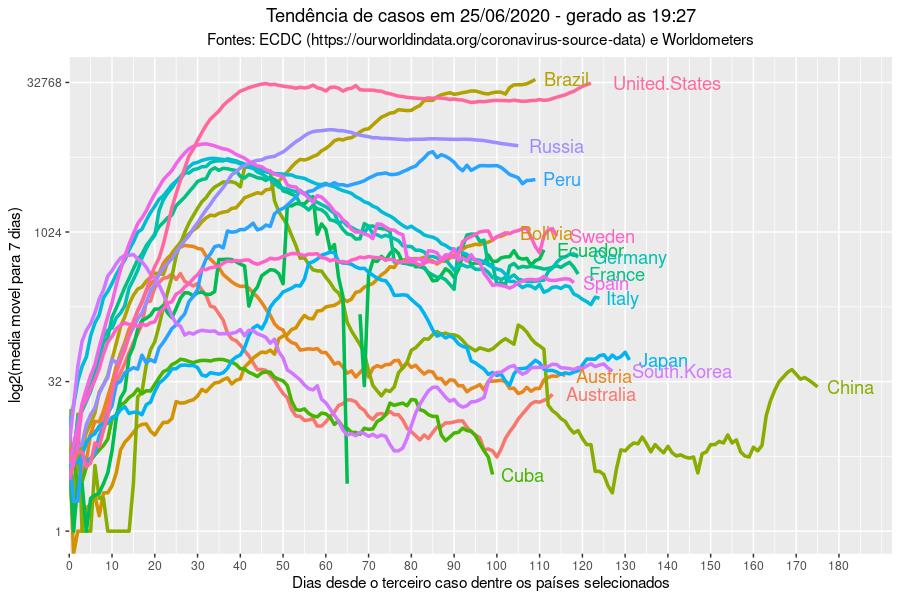 Tendência de casos em 25/06/2020 - gerado as 19:27
Fontes: ECDC (https://ourworldindata.org/coronavirus-source-data) e Worldometers
log2(media movel para 7 dias)
32768
1024
32
1
Brazil
United.States
Russia
Peru
Bolivia
Sweden
Ecuador
Germany
France
Spain
Italy
Japan
South.Korea
Austria
China
Australia
Cuba
0 10 20 30 40 50 60 70 80 90 100 110 120 130 140 150 160 170 180
Dias desde o terceiro caso dentre os países selecionados